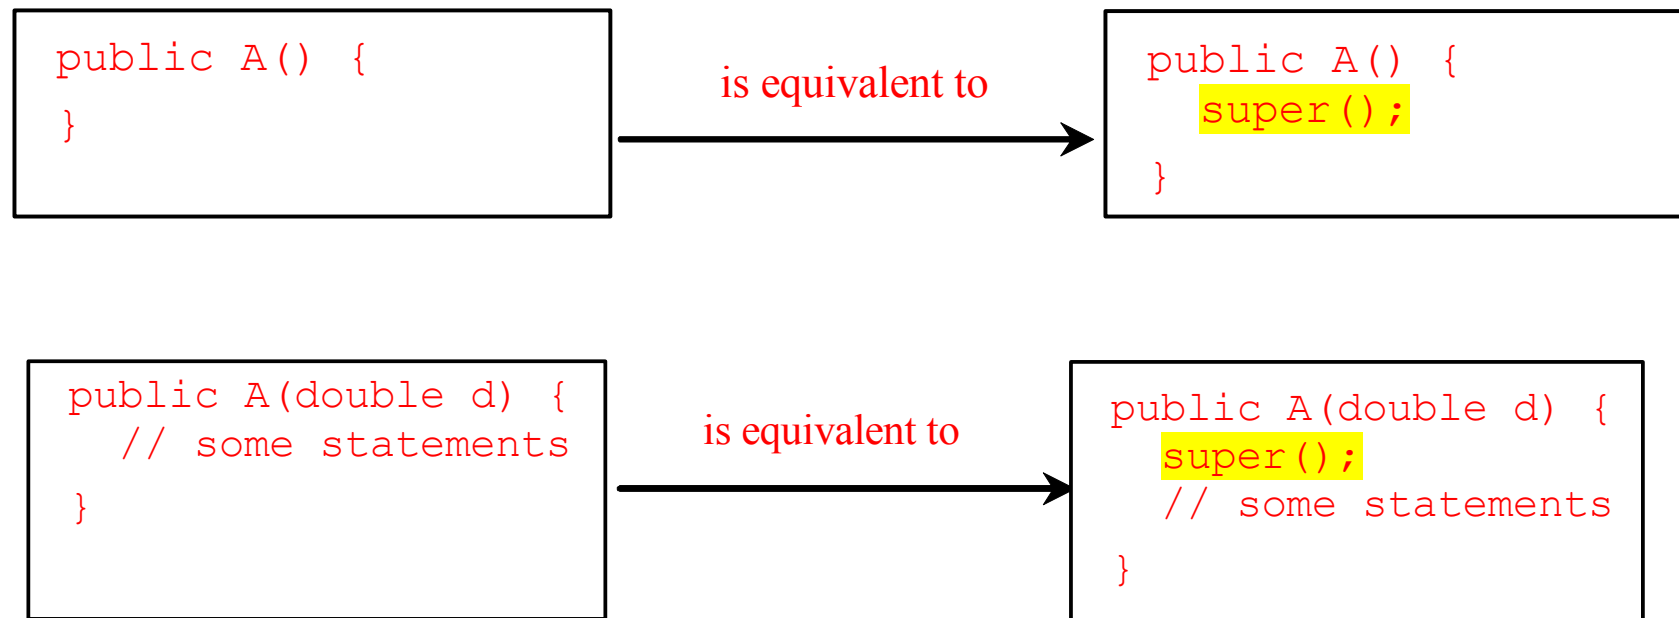 public A() {
}
is equivalent to
public A() {
super();
}
public A(double d) {
// some statements
}
is equivalent to
public A(double d) {
super();
// some statements
}